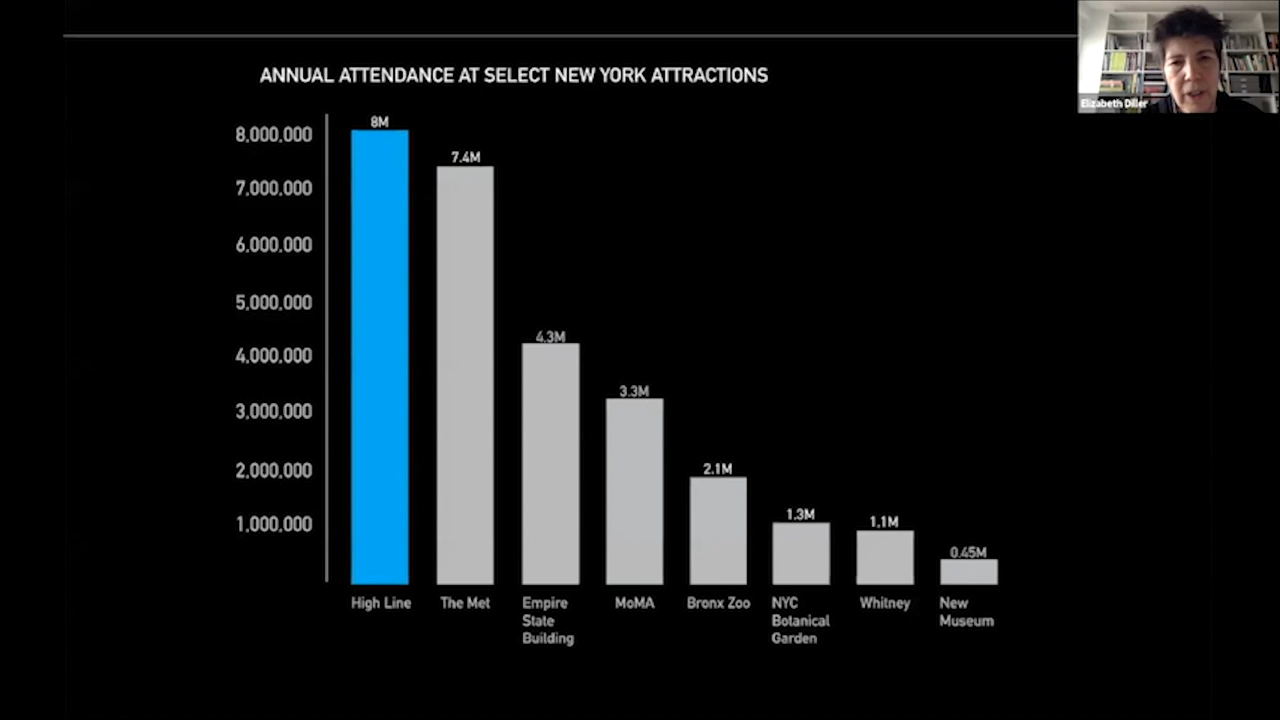 ANNUAL ATTENDANCE AT SELECT NEW YORK ATTRACTIONS
Elizabeth Diller
8,000,000
7,000,000
6,000,000
5,000,000
4,000,000
3,000,000
2,000,000
1,000,000
8M
7.4M
4.3M
3.3M
2.1M
1.3M
1.1M
0.45M
High Line
The Met
Empire
State
Building
MoMA
Bronx Zoo
NYC
Botanical
Garden
Whitney
New
Museum